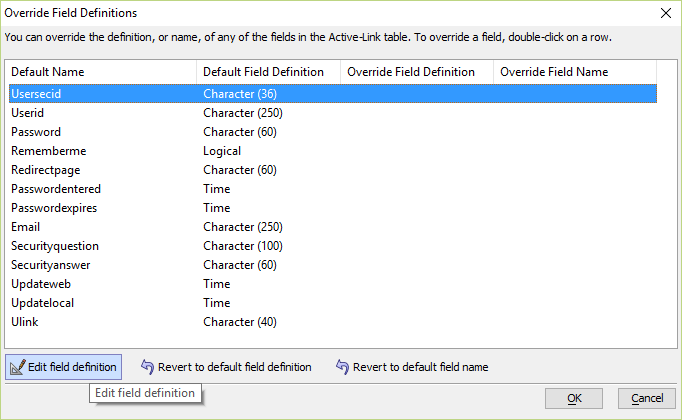 Override Field Definitions
You can override the definition, or name, of any of the fields in the Active-Link table. To override a field, double-click on a row.
Default Name Default Field Definition Override Field Definition Override Field Name
Usersecid Character (36)
Userid Character (250)
Password Character (60)
Rememberme Logical
Redirectpage Character (60)
Passwordentered Time
Passwordexpires Time
Email Character (250)
Securityquestion Character (100)
Securityanswer Character (60)
Updateweb Time
Updatelocal Time
Ulink Character (40)
Edit field definition Revert to default field definition Revert to default field name
Edit field definition
OK Cancel